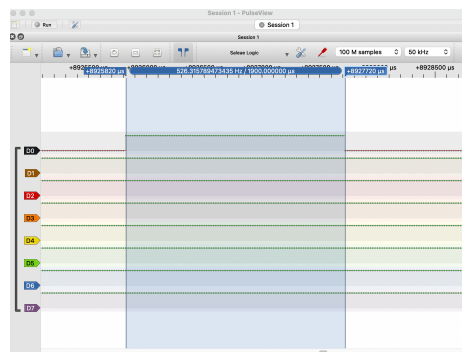 Session 1 - PulseView
Run
Session 1
Session 1
Saleae Logic
100 M samples
50 kHz
+8928500 µs
+8925820 µs
526.315789473435 Hz / 1900.000000 µs
+8927720 µs
D0
D1
D2
D3
D4
D5
D6
D7